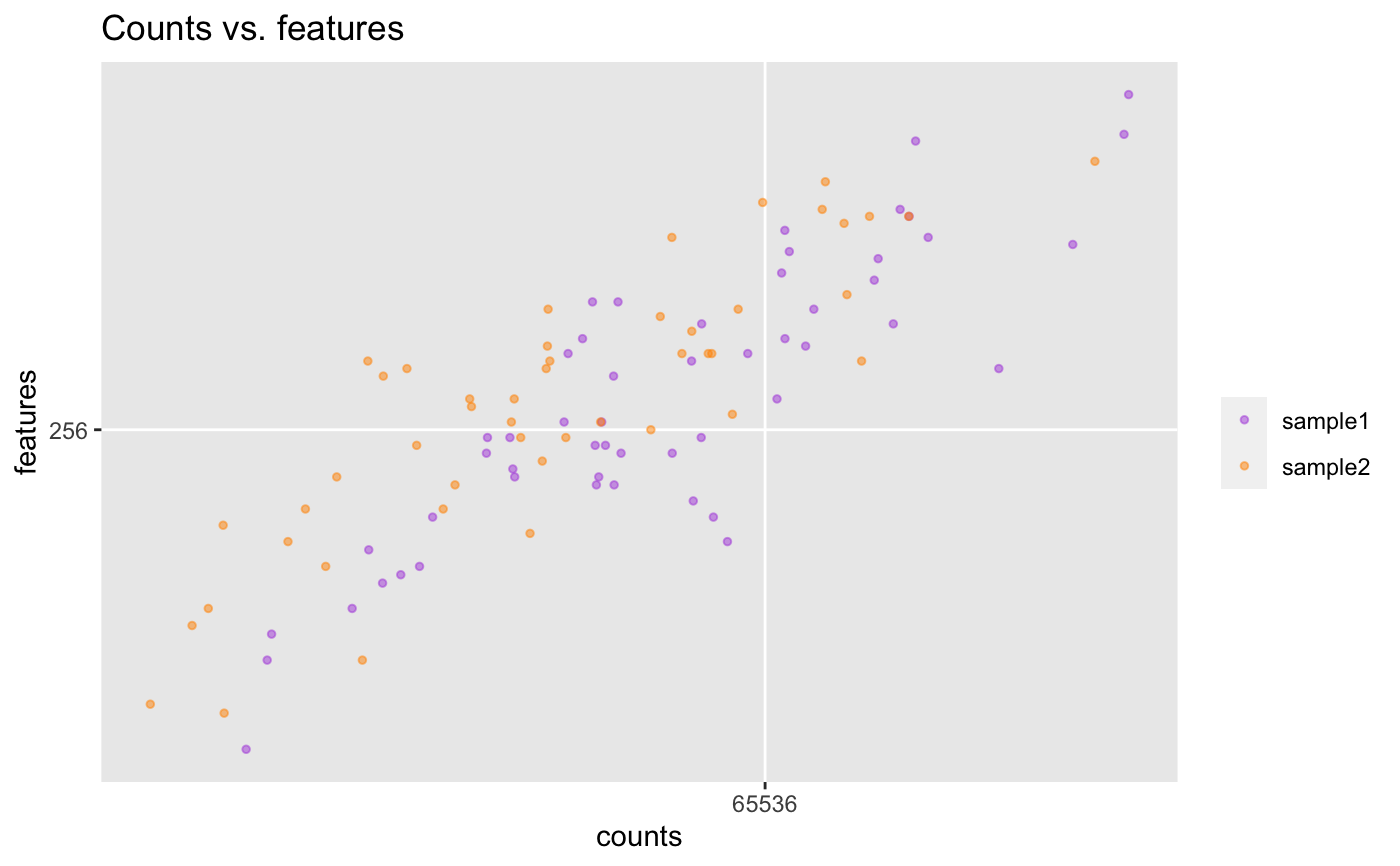 Counts vs. features
features
256
65536
counts
sample1
sample2